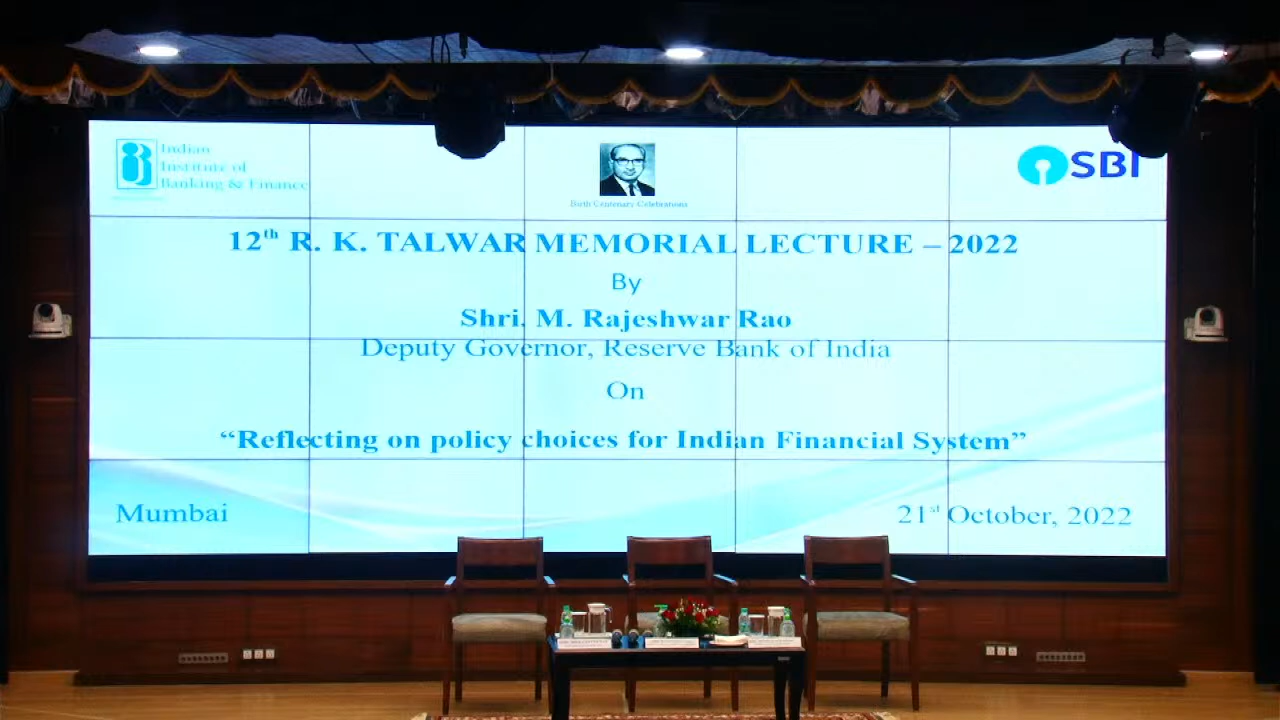 Indian
Institute of
Banking & Finance
Birth Centenary Celebrations
SBI
12th R. K. TALWAR MEMORIAL LECTURE – 2022
By
Shri. M. Rajeshwar Rao
Deputy Governor, Reserve Bank of India
On
“Reflecting on policy choices for Indian Financial System”
Mumbai
21st October, 2022